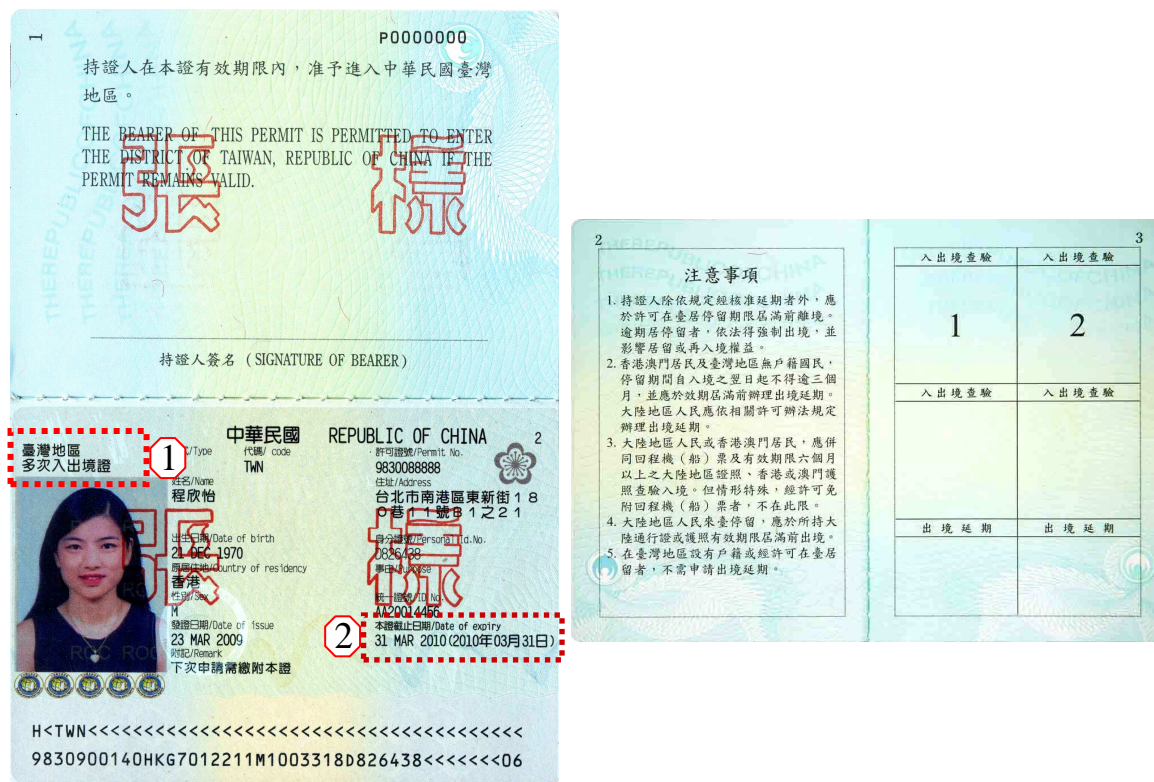 1
P0000000
持證人在本證有效期限內，准予進入中華民國臺灣
地區。
THE BEARER OF THIS PERMIT IS PERMITTED TO ENTER
THE DISTRICT OF TAIWAN, REPUBLIC OF CHINA IF THE
PERMIT REMAINS VALID.
張 樣
持證人簽名 (SIGNATURE OF BEARER)
臺灣地區
多次入出境證
1
中華民國 REPUBLIC OF CHINA 2
/Type
代碼/ code
TWN
許可證號/Permit No.
9830088888
姓名/Name
程欣怡
住址/Address
台北市南港區東新街１８
０巷１１號Ｂ１之２１
出生日期/Date of birth
21 DEC 1970
身分證號/Personal Id.No.
D826438
原居住地/Country of residency
香港
事由/Purpose
性別/Sex
M
統一證號/ID No.
AA20014456
發證日期/Date of issue
23 MAR 2009
2
本證截止日期/Date of expiry
31 MAR 2010(2010年03月31日)
附記/Remark
下次申請需繳附本證
張 樣
H<TWN<<<<<<<<<<<<<<<<<<<<<<<<<<<<<<<<<<<<<<<
9830900140HKG7012211M1003318D826438<<<<<<<06
2
注意事項
1. 持證人除依規定經核准延期者外，應
於許可在臺居停留期限屆滿前離境。
逾期居停留者，依法得強制出境，並
影響居留或再入境權益。
2. 香港澳門居民及臺灣地區無戶籍國民，
停留期間自入境之翌日起不得逾三個
月，並應於效期屆滿前辦理出境延期。
大陸地區人民應依相關許可辦法規定
辦理出境延期。
3. 大陸地區人民或香港澳門居民，應併
同回程機（船）票及有效期限六個月
以上之大陸地區證照、香港或澳門護
照查驗入境。但情形特殊，經許可免
附回程機（船）票者，不在此限。
4. 大陸地區人民來臺停留，應於所持大
陸通行證或護照有效期限屆滿前出境。
5. 在臺灣地區設有戶籍或經許可在臺居
留者，不需申請出境延期。
3
入出境查驗 入出境查驗
1 2
入出境查驗 入出境查驗
出境延期 出境延期